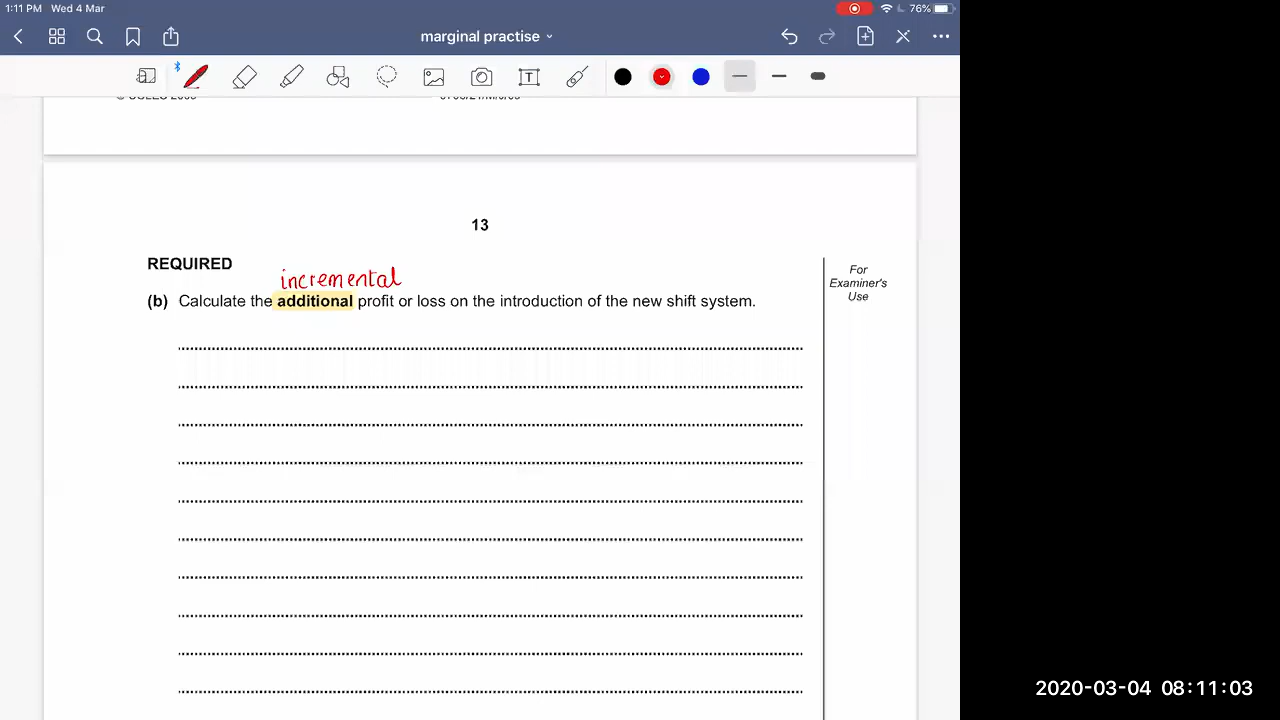 1:11 PM Wed 4 Mar
76%
marginal practise
T
13
REQUIRED
incremental
(b) Calculate the additional profit or loss on the introduction of the new shift system.
For
Examiner's
Use
2020-03-04 08:11:03